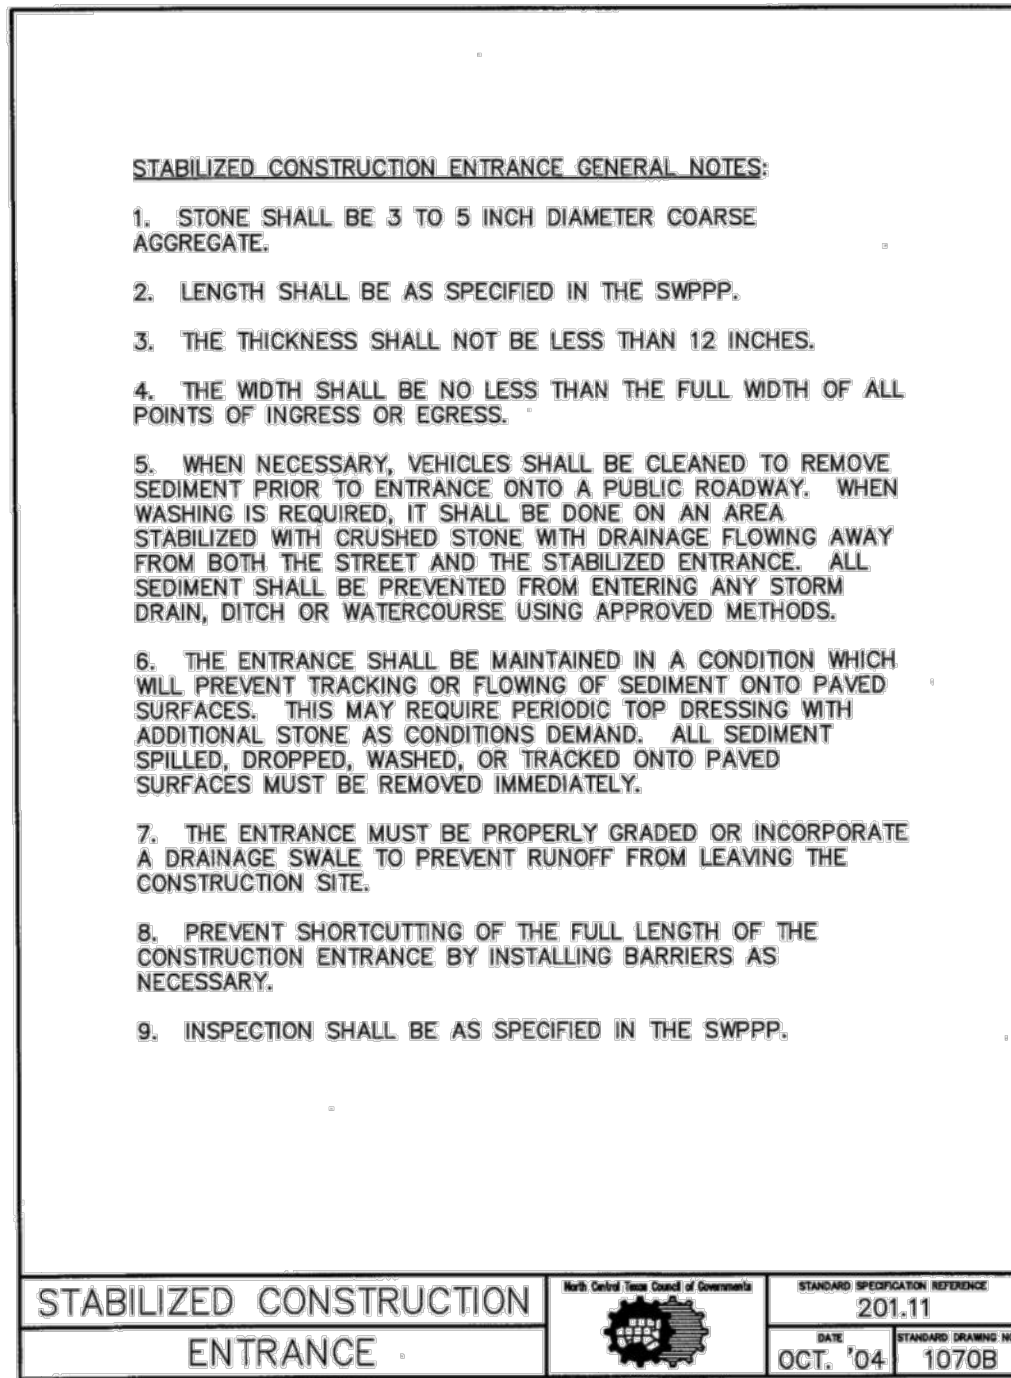 STABILIZED CONSTRUCTION ENTRANCE GENERAL NOTES:
1. STONE SHALL BE 3 TO 5 INCH DIAMETER COARSE
AGGREGATE.
2. LENGTH SHALL BE AS SPECIFIED IN THE SWPPP.
3. THE THICKNESS SHALL NOT BE LESS THAN 12 INCHES.
4. THE WIDTH SHALL BE NO LESS THAN THE FULL WIDTH OF ALL
POINTS OF INGRESS OR EGRESS.
5. WHEN NECESSARY, VEHICLES SHALL BE CLEANED TO REMOVE
SEDIMENT PRIOR TO ENTRANCE ONTO A PUBLIC ROADWAY. WHEN
WASHING IS REQUIRED, IT SHALL BE DONE ON AN AREA
STABILIZED WITH CRUSHED STONE WITH DRAINAGE FLOWING AWAY
FROM BOTH THE STREET AND THE STABILIZED ENTRANCE. ALL
SEDIMENT SHALL BE PREVENTED FROM ENTERING ANY STORM
DRAIN, DITCH OR WATERCOURSE USING APPROVED METHODS.
6. THE ENTRANCE SHALL BE MAINTAINED IN A CONDITION WHICH
WILL PREVENT TRACKING OR FLOWING OF SEDIMENT ONTO PAVED
SURFACES. THIS MAY REQUIRE PERIODIC TOP DRESSING WITH
ADDITIONAL STONE AS CONDITIONS DEMAND. ALL SEDIMENT
SPILLED, DROPPED, WASHED, OR TRACKED ONTO PAVED
SURFACES MUST BE REMOVED IMMEDIATELY.
7. THE ENTRANCE MUST BE PROPERLY GRADED OR INCORPORATE
A DRAINAGE SWALE TO PREVENT RUNOFF FROM LEAVING THE
CONSTRUCTION SITE.
8. PREVENT SHORTCUTTING OF THE FULL LENGTH OF THE
CONSTRUCTION ENTRANCE BY INSTALLING BARRIERS AS
NECESSARY.
9. INSPECTION SHALL BE AS SPECIFIED IN THE SWPPP.
STABILIZED CONSTRUCTION
ENTRANCE
North Central Texas Council of Governments
STANDARD SPECIFICATION REFERENCE
201.11
DATE
OCT. '04
STANDARD DRAWING NO
1070B